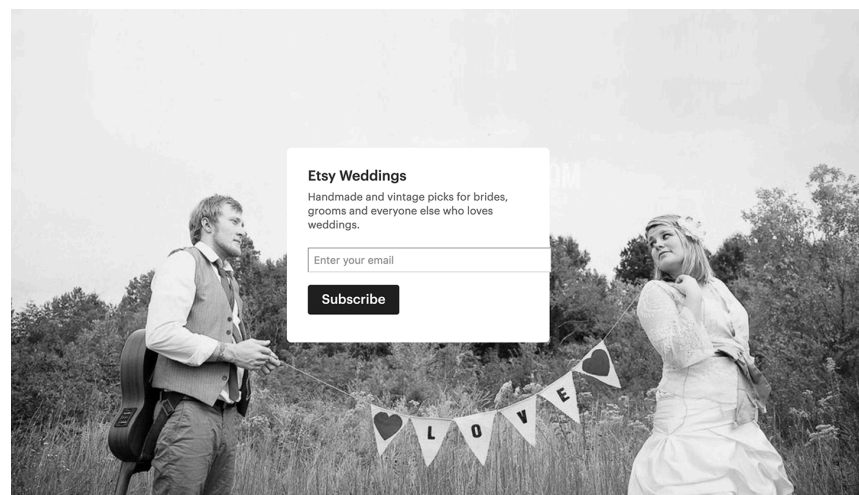 Etsy Weddings
Handmade and vintage picks for brides,
grooms and everyone else who loves
weddings.
Enter your email
Subscribe
L O V E